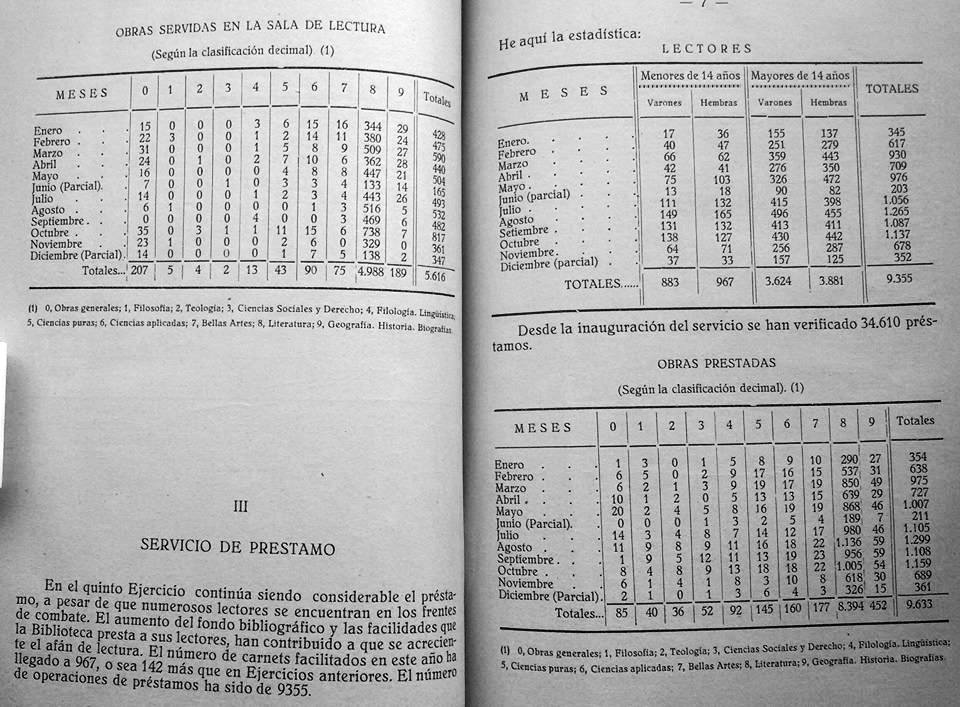 OBRAS SERVIDAS EN LA SALA DE LECTURA
(Según la clasificación decimal) (1)
MESES 0 1 2 3 4 5 6 7 8 9 Totales
Enero . . . 15 0 0 0 3 6 15 16 344 29 428
Febrero . . . 22 3 0 0 1 2 14 11 380 24 475
Marzo . . . 31 0 0 0 1 5 8 9 509 27 590
Abril . . . 24 0 1 0 2 7 10 6 362 28 440
Mayo . . . 16 0 0 0 0 4 8 8 447 21 504
Junio (Parcial). . 7 0 0 1 0 3 3 4 133 14 165
Julio . . . 14 0 0 0 1 2 3 4 443 26 493
Agosto . . . 6 1 0 0 0 0 1 3 516 5 532
Septiembre . . 0 0 0 0 4 0 0 3 469 6 482
Octubre . . . 35 0 3 1 1 11 15 6 738 7 817
Noviembre . . 23 1 0 0 0 2 6 0 329 0 361
Diciembre (Parcial). 14 0 0 0 0 1 7 5 138 2 347
Totales... 207 5 4 2 13 43 90 75 4.988 189 5.616
(1) 0, Obras generales; 1, Filosofía; 2, Teología; 3, Ciencias Sociales y Derecho; 4, Filología. Lingüística;
5, Ciencias puras; 6, Ciencias aplicadas; 7, Bellas Artes; 8, Literatura; 9, Geografía. Historia. Biografías.
III
SERVICIO DE PRESTAMO
En el quinto Ejercicio continúa siendo considerable el présta-
mo, a pesar de que numerosos lectores se encuentran en los frentes
de combate. El aumento del fondo bibliográfico y las facilidades que
la Biblioteca presta a sus lectores, han contribuido a que se acrecien-
te el afán de lectura. El número de carnets facilitados en este año ha
llegado a 967, o sea 142 más que en Ejercicios anteriores. El número
de operaciones de préstamos ha sido de 9355.
— 7 —
He aquí la estadística:
LECTORES
MESES Menores de 14 años Mayores de 14 años TOTALES
Varones Hembras Varones Hembras
Enero. . . . 17 36 155 137 345
Febrero . . . 40 47 251 279 617
Marzo . . . 66 62 359 443 930
Abril . . . 42 41 276 350 709
Mayo . . . 75 103 326 472 976
Junio (parcial) . . 13 18 90 82 203
Julio . . . 111 132 415 398 1.056
Agosto . . . 149 165 496 455 1.265
Setiembre . . . 131 132 413 411 1.087
Octubre . . . 138 127 430 442 1.137
Noviembre. . . 64 71 256 287 678
Diciembre (parcial) . 37 33 157 125 352
TOTALES...... 883 967 3.624 3.881 9.355
Desde la inauguración del servicio se han verificado 34.610 prés-
tamos.
OBRAS PRESTADAS
(Según la clasificación decimal). (1)
MESES 0 1 2 3 4 5 6 7 8 9 Totales
Enero . . . 1 3 0 1 5 8 9 10 290 27 354
Febrero . . . 6 5 0 2 9 17 16 15 537 31 638
Marzo . . . 6 2 1 3 9 19 17 19 850 49 975
Abril . . . 10 1 2 0 5 13 13 15 639 29 727
Mayo . . . 20 2 4 5 8 16 19 19 868 46 1.007
Junio (Parcial). . 0 0 0 1 3 2 5 4 189 7 211
Julio . . . 14 3 4 8 7 14 12 17 980 46 1.105
Agosto . . . 11 9 8 9 11 16 18 22 1.136 59 1.299
Septiembre . . 1 9 5 12 11 13 19 23 956 59 1.108
Octubre . . . 8 4 8 9 13 18 18 22 1.005 54 1.159
Noviembre . . 6 1 4 1 8 3 10 8 618 30 689
Diciembre (Parcial). 2 1 0 1 3 6 4 3 326 15 361
Totales... 85 40 36 52 92 145 160 177 8.394 452 9.633
(1) 0, Obras generales; 1, Filosofía; 2, Teología; 3, Ciencias Sociales y Derecho; 4, Filología. Lingüística;
5, Ciencias puras; 6, Ciencias aplicadas; 7, Bellas Artes; 8, Literatura; 9, Geografía. Historia. Biografías.